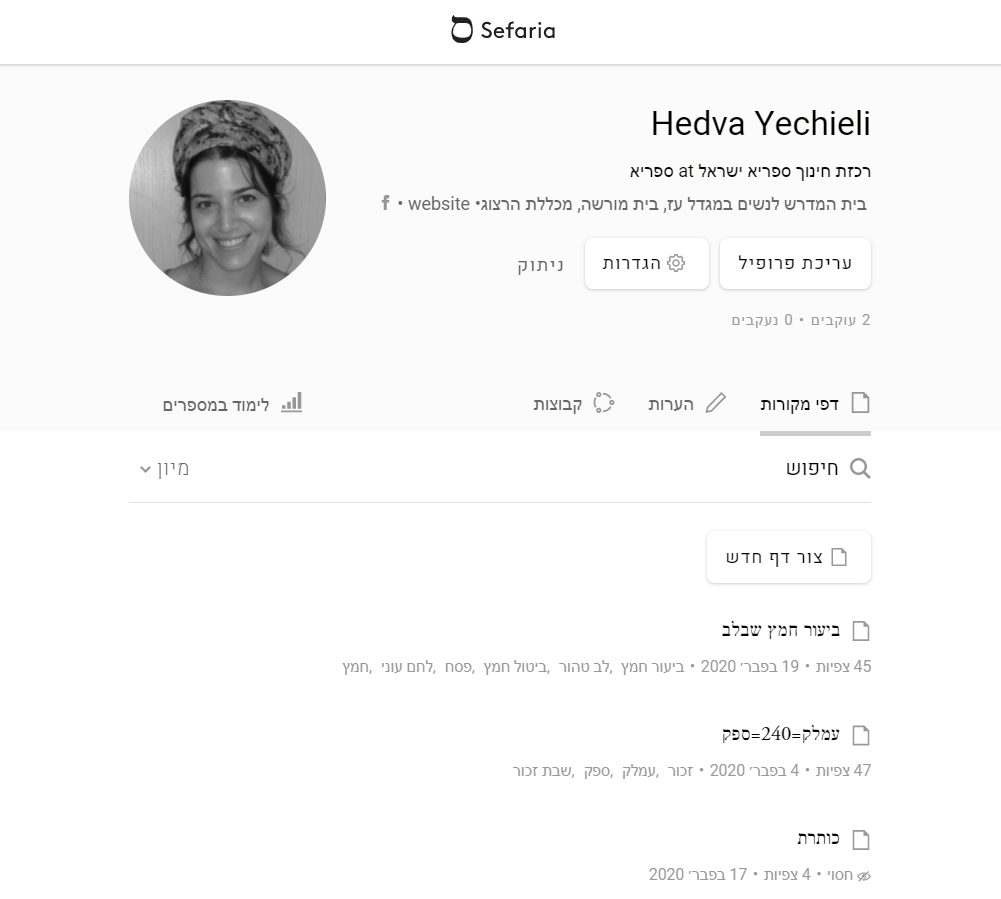 Sefaria
Hedva Yechieli
רכזת חינוך ספריא ישראל at ספריא
בית המדרש לנשים במגדל עז, בית מורשה, מכללת הרצוג• website • f
עריכת פרופיל
הגדרות
ניתוק
2 עוקבים • 0 נעקבים
דפי מקורות
הערות
קבוצות
לימוד במספרים
חיפוש
מיון
צור דף חדש
ביעור חמץ שבלב
45 צפיות • 19 בפבר׳ 2020 • ביעור חמץ, לב טהור, ביטול חמץ, פסח, לחם עוני, חמץ
עמלק=240=ספק
47 צפיות • 4 בפבר׳ 2020 • זכור, עמלק, ספק, שבת זכור
כותרת
חסוי • 4 צפיות • 17 בפבר׳ 2020